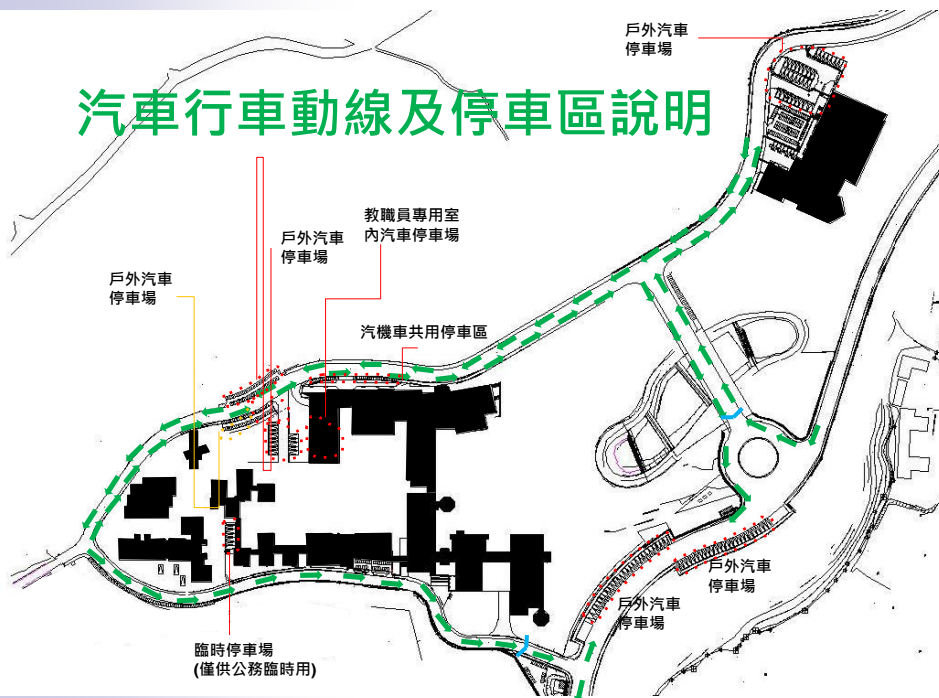 戶外汽車
停車場
汽車行車動線及停車區說明
教職員專用室
內汽車停車場
戶外汽車
停車場
戶外汽車
停車場
汽機車共用停車區
戶外汽車
停車場
戶外汽車
停車場
臨時停車場
(僅供公務臨時用)